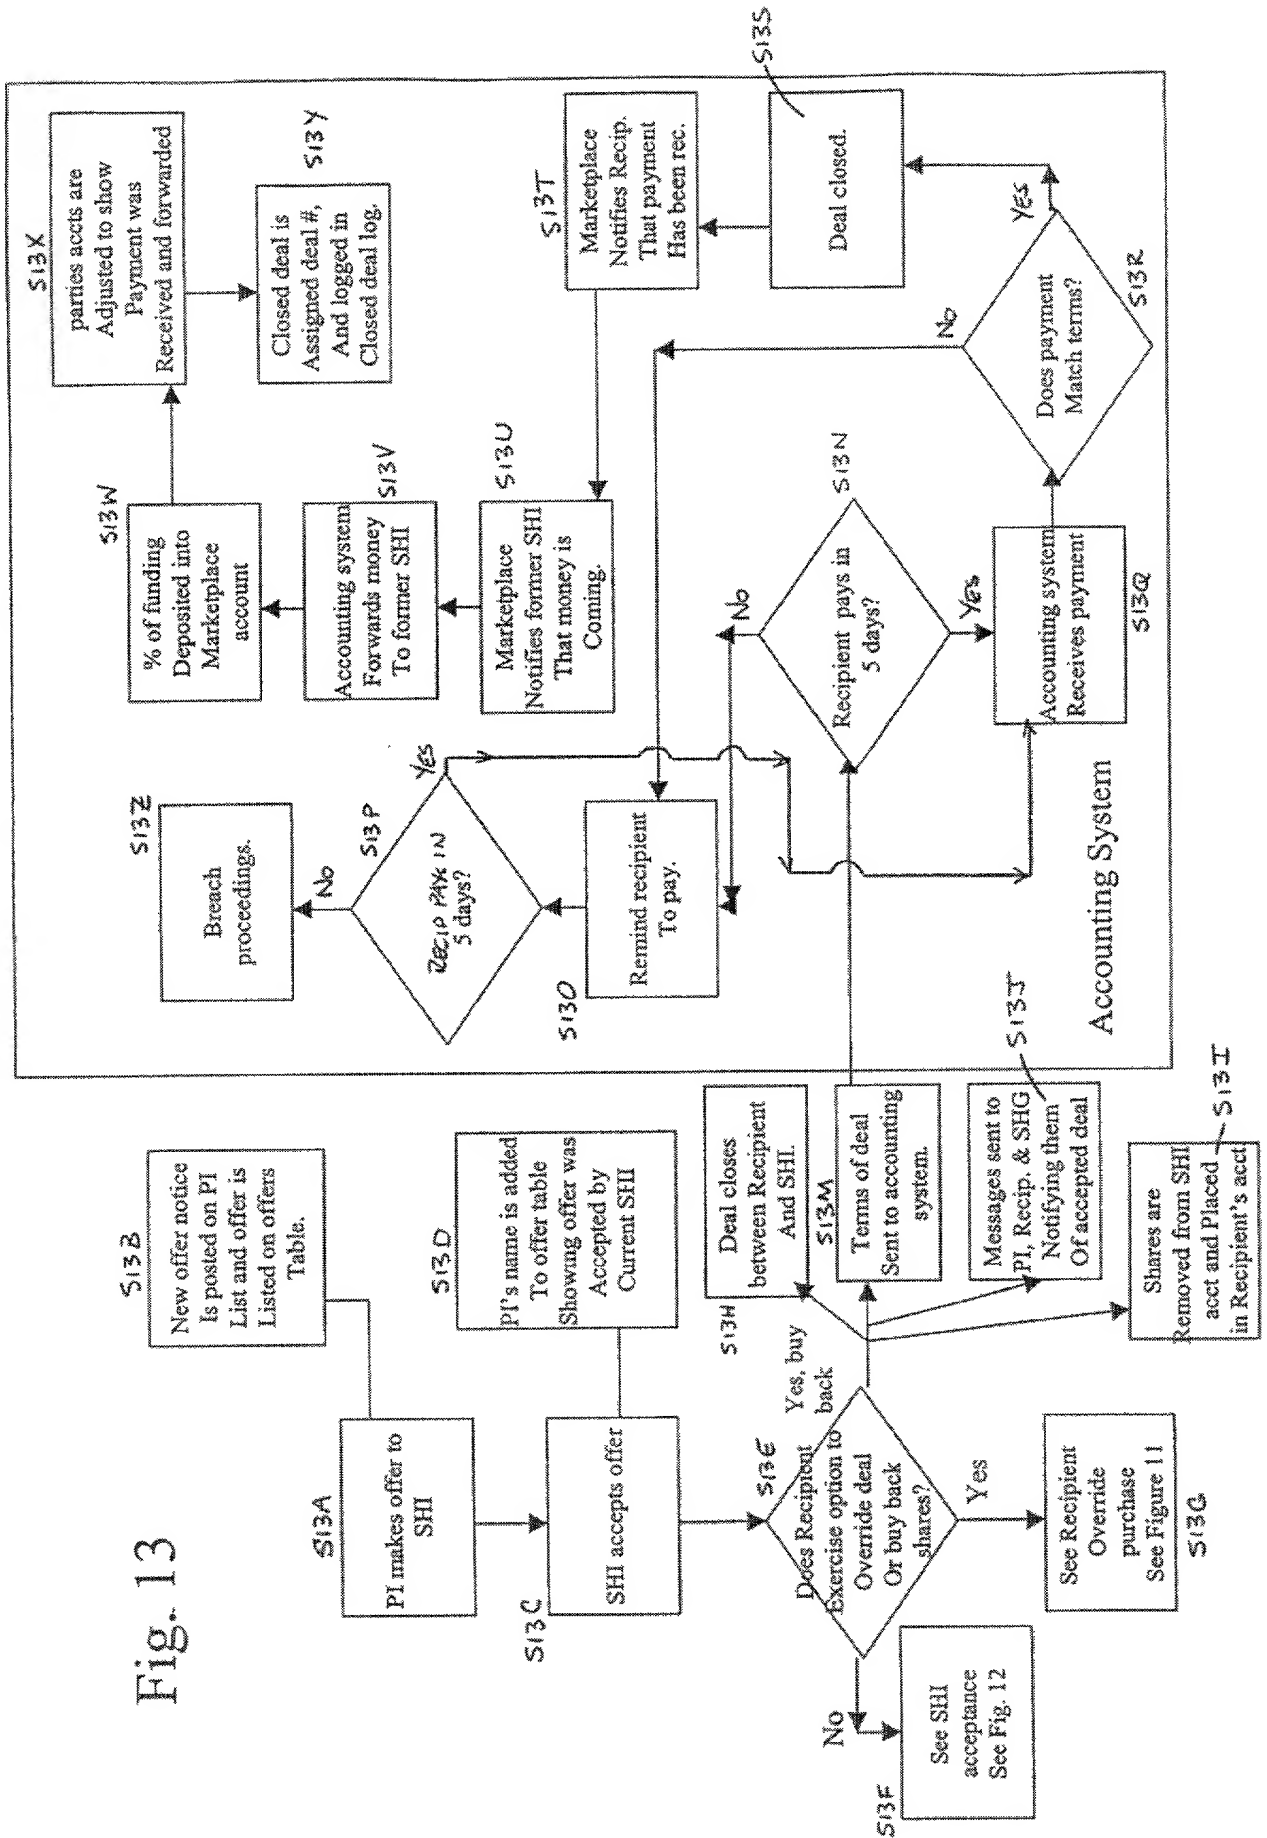 Fig. 13
S13A
PI makes offer to
SHI
S13B
New offer notice
Is posted on PI
List and offer is
Listed on offers
Table.
S13C
SHI accepts offer
S13D
PI's name is added
To offer table
Showing offer was
Accepted by
Current SHI
S13E
Does Recipient
Exercise option to
Override deal
Or buy back
shares?
No
S13F
See SHI
acceptance
See Fig. 12
Yes
See Recipient
Override
purchase
See Figure 11
S13G
Yes, buy
back
S13H
Deal closes
between Recipient
And SHI.
S13M
Terms of deal
Sent to accounting
system.
Messages sent to
PI, Recip. & SHG
Notifying them
Of accepted deal
S13J
Shares are
Removed from SHI
acct and Placed
in Recipient's acct
S13I
Accounting System
S13N
Recipient pays in
5 days?
No
Yes
S13O
Remind recipient
To pay.
S13P
RECIP PAY IN
5 days?
Yes
No
S13Z
Breach
proceedings.
Accounting system
Receives payment
S13Q
Does payment
Match terms?
S13R
No
Yes
Deal closed.
S13S
S13T
Marketplace
Notifies Recip.
That payment
Has been rec.
S13U
Marketplace
Notifies former SHI
That money is
Coming.
S13V
Accounting system
Forwards money
To former SHI
S13W
% of funding
Deposited into
Marketplace
account
S13X
parties accts are
Adjusted to show
Payment was
Received and forwarded
S13Y
Closed deal is
Assigned deal #,
And logged in
Closed deal log.